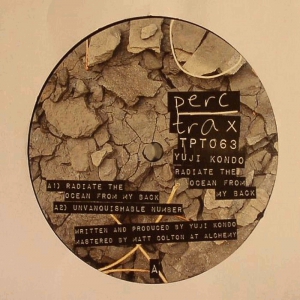 perc
trax
TPT063
YUJI KONDO
RADIATE THE
OCEAN FROM
MY BACK
A1) RADIATE THE
OCEAN FROM MY BACK
A2) UNVANQUISHABLE NUMBER
WRITTEN AND PRODUCED BY YUJI KONDO
MASTERED BY MATT COLTON AT ALCHEMY
A